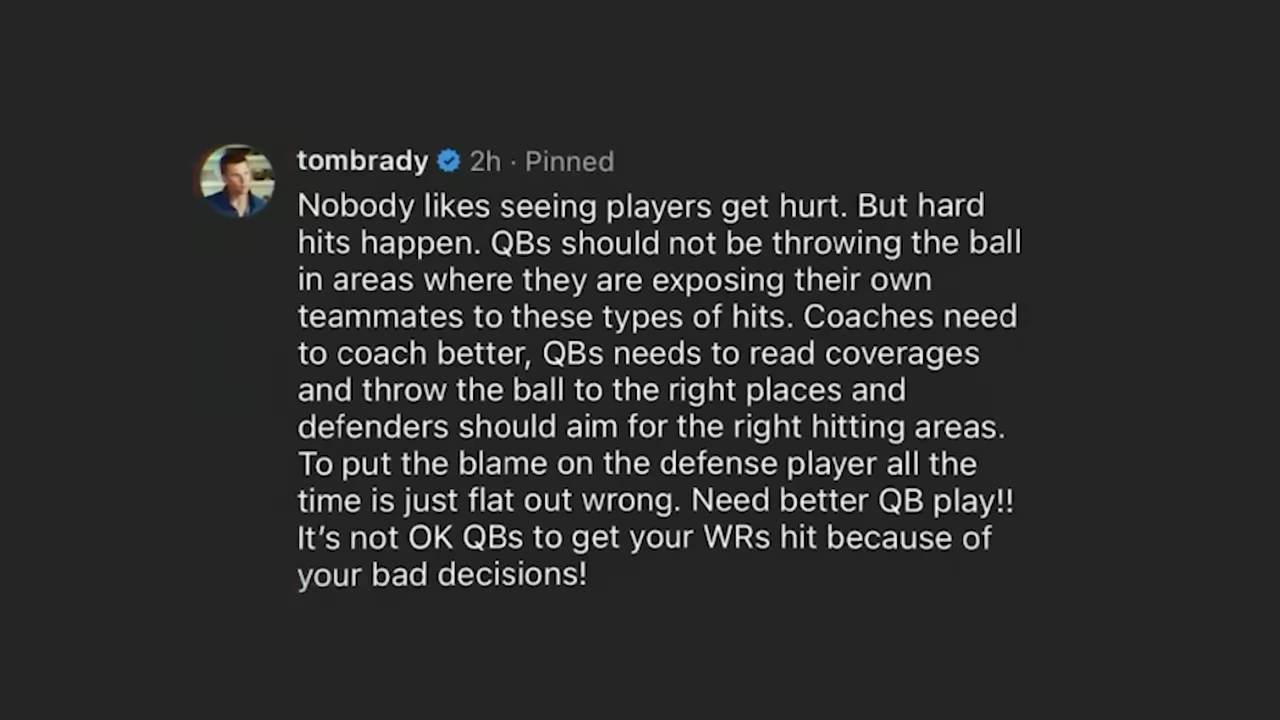 tombrady 2h · Pinned
Nobody likes seeing players get hurt. But hard
hits happen. QBs should not be throwing the ball
in areas where they are exposing their own
teammates to these types of hits. Coaches need
to coach better, QBs needs to read coverages
and throw the ball to the right places and
defenders should aim for the right hitting areas.
To put the blame on the defense player all the
time is just flat out wrong. Need better QB play!!
It’s not OK QBs to get your WRs hit because of
your bad decisions!